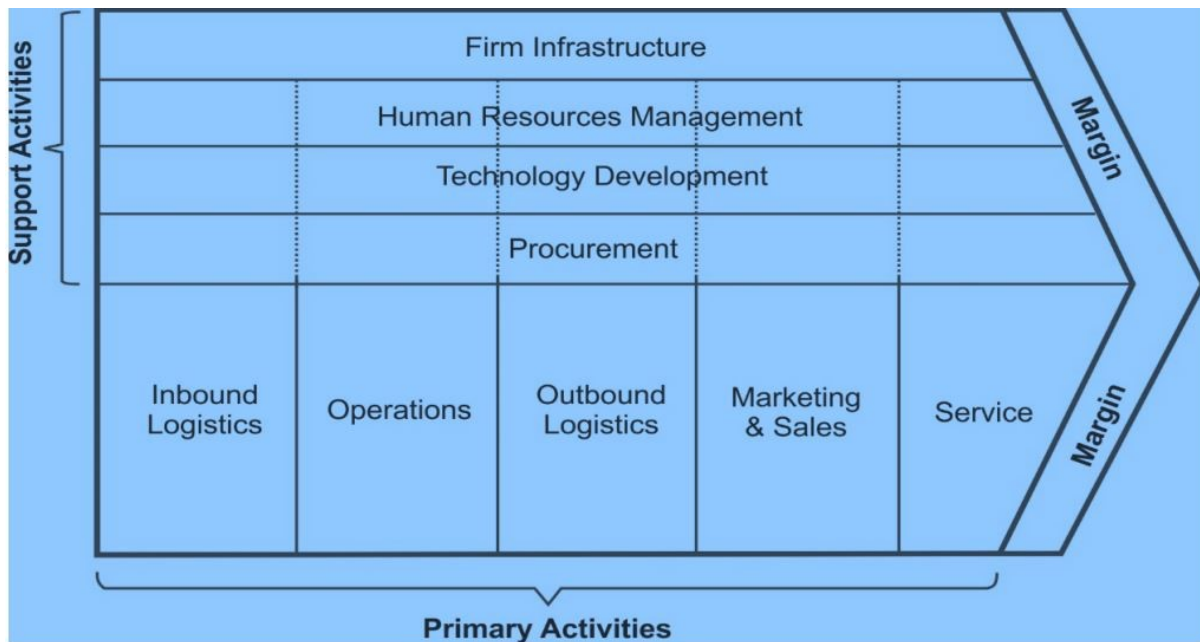 Support Activities
Firm Infrastructure
Human Resources Management
Technology Development
Procurement
Margin
Inbound
Logistics
Operations
Outbound
Logistics
Marketing
& Sales
Service
Margin
Primary Activities